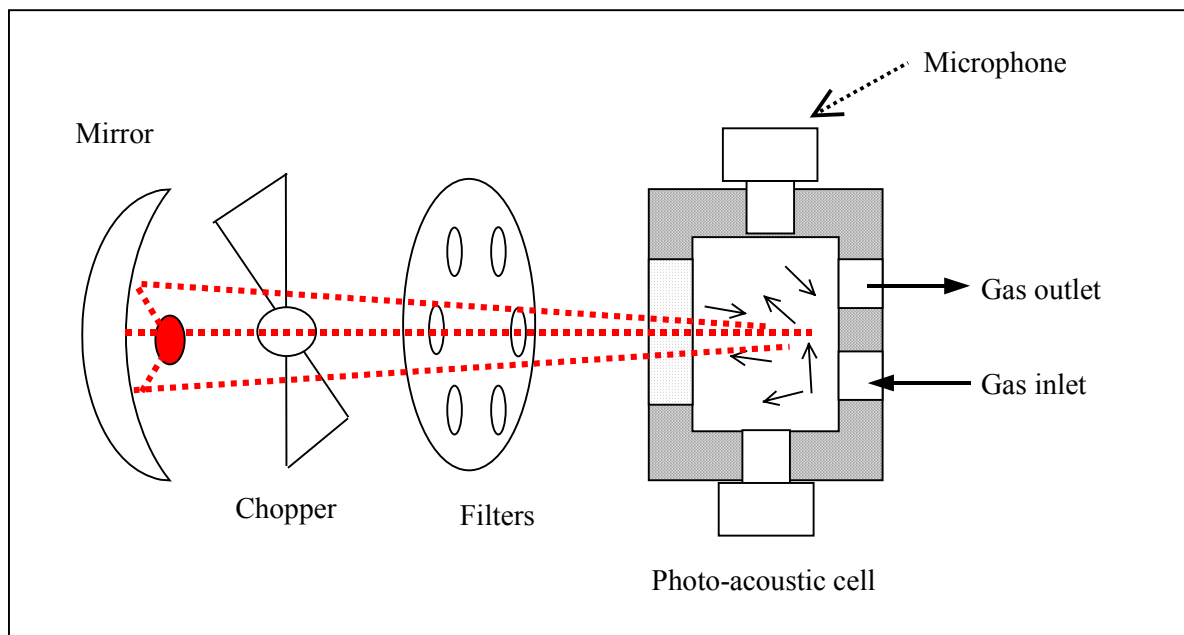 Microphone
Mirror
Gas outlet
Gas inlet
Chopper
Filters
Photo-acoustic cell